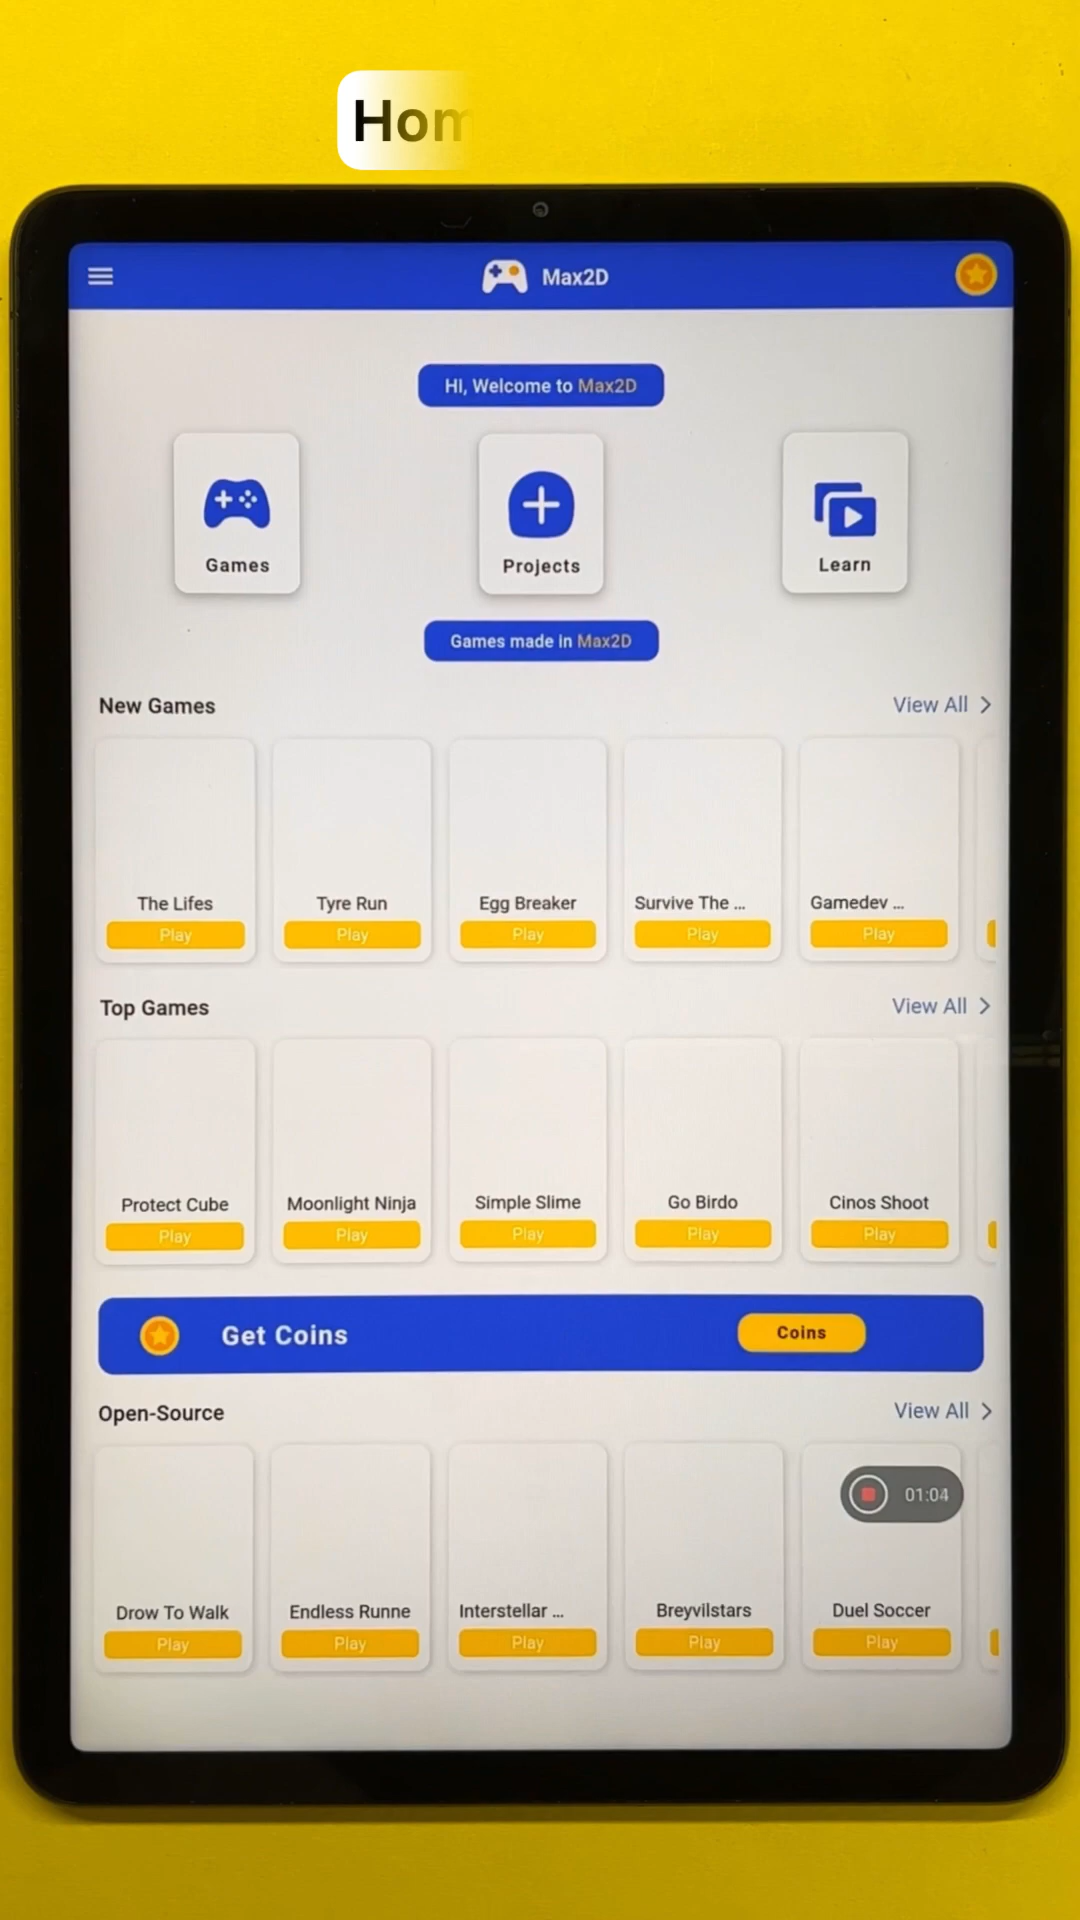 Hom
Max2D
HI, Welcome to Max2D
Games
Projects
Learn
Games made in Max2D
New Games
View All
The Lifes
Tyre Run
Egg Breaker
Survive The ...
Gamedev ...
Play
Play
Play
Play
Play
Top Games
View All
Protect Cube
Moonlight Ninja
Simple Slime
Go Birdo
Cinos Shoot
Play
Play
Play
Play
Play
Get Coins
Coins
Open-Source
View All
01:04
Drow To Walk
Endless Runne
Interstellar ...
Breyvilstars
Duel Soccer
Play
Play
Play
Play
Play